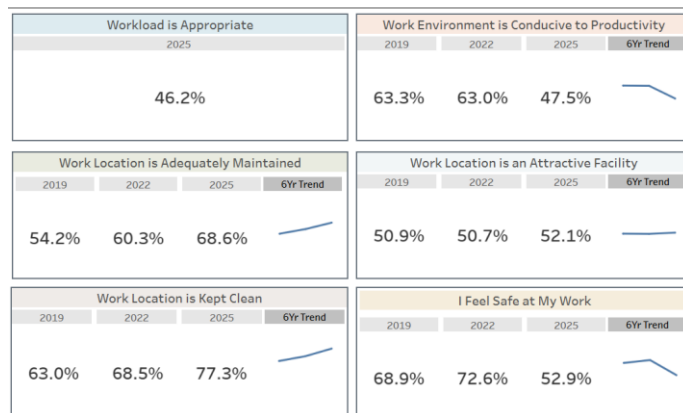 Workload is Appropriate
2025
46.2%
Work Environment is Conducive to Productivity
2019 2022 2025 6Yr Trend
63.3% 63.0% 47.5%
Work Location is Adequately Maintained
2019 2022 2025 6Yr Trend
54.2% 60.3% 68.6%
Work Location is an Attractive Facility
2019 2022 2025 6Yr Trend
50.9% 50.7% 52.1%
Work Location is Kept Clean
2019 2022 2025 6Yr Trend
63.0% 68.5% 77.3%
I Feel Safe at My Work
2019 2022 2025 6Yr Trend
68.9% 72.6% 52.9%